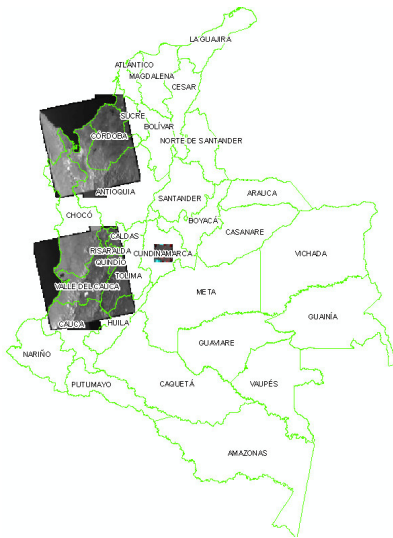 LA GUAJIRA
ATLÁNTICO
MAGDALENA
CESAR
SUCRE
BOLÍVAR
CÓRDOBA
NORTE DE SANTANDER
ANTIOQUIA
SANTANDER
ARAUCA
CHOCÓ
BOYACÁ
CALDAS
CASANARE
RISARALDA
CUNDINAMARCA
QUINDÍO
VICHADA
TOLIMA
VALLE DEL CAUCA
META
GUAINÍA
CAUCA
HUILA
GUAVIARE
NARIÑO
PUTUMAYO
CAQUETÁ
VAUPÉS
AMAZONAS